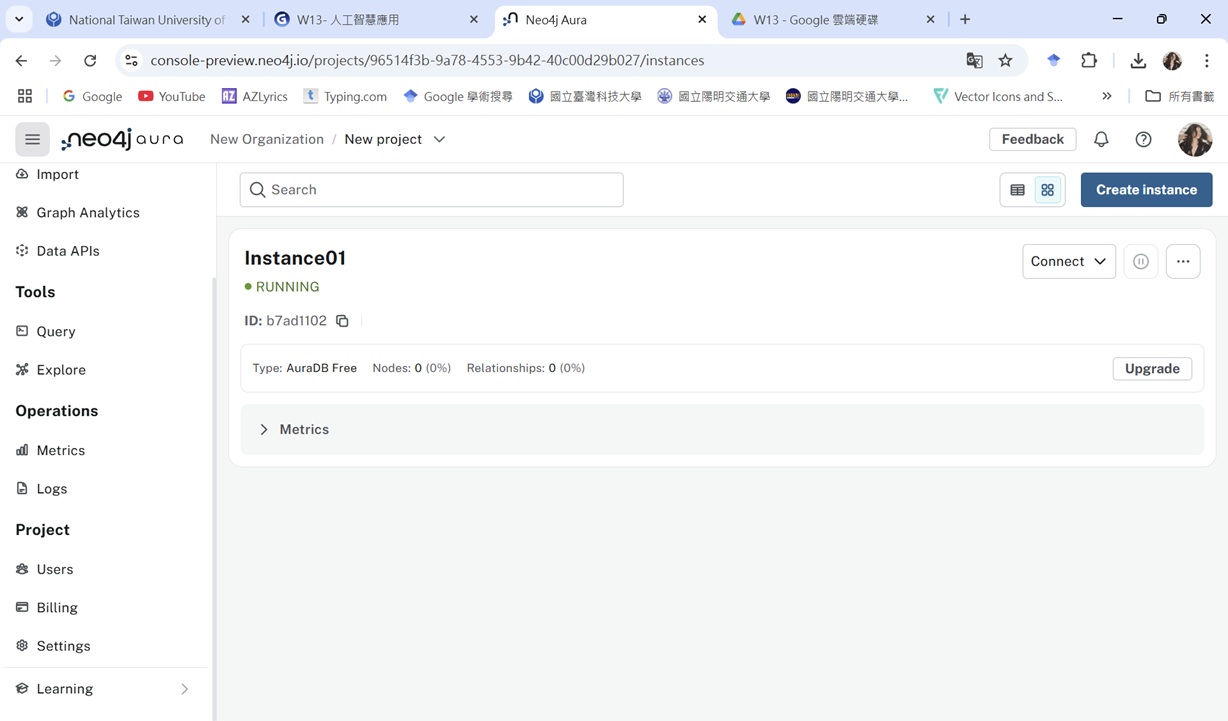 National Taiwan University of
W13- 人工智慧應用
Neo4j Aura
W13 - Google 雲端硬碟
console-preview.neo4j.io/projects/96514f3b-9a78-4553-9b42-40c00d29b027/instances
Google
YouTube
AZ AZLyrics
t Typing.com
Google 學術搜尋
國立臺灣科技大學
國立陽明交通大學
國立陽明交通大學...
Vector Icons and S...
所有書籤
neo4j aura
New Organization / New project
Feedback
Import
Graph Analytics
Data APIs
Tools
Query
Explore
Operations
Metrics
Logs
Project
Users
Billing
Settings
Learning
Search
Create instance
Instance01
RUNNING
ID: b7ad1102
Connect
Type: AuraDB Free Nodes: 0 (0%) Relationships: 0 (0%)
Upgrade
Metrics